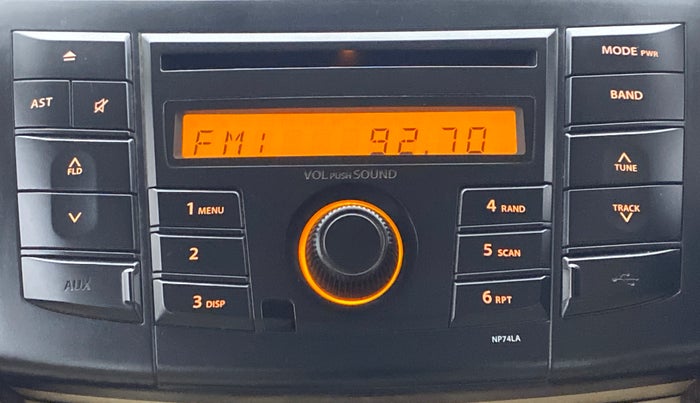 MODE PWR
AST
BAND
FM1 92.70
VOL PUSH SOUND
FLD
TUNE
1 MENU
4 RAND
TRACK
2
5 SCAN
AUX
3 DISP
6 RPT
NP74LA